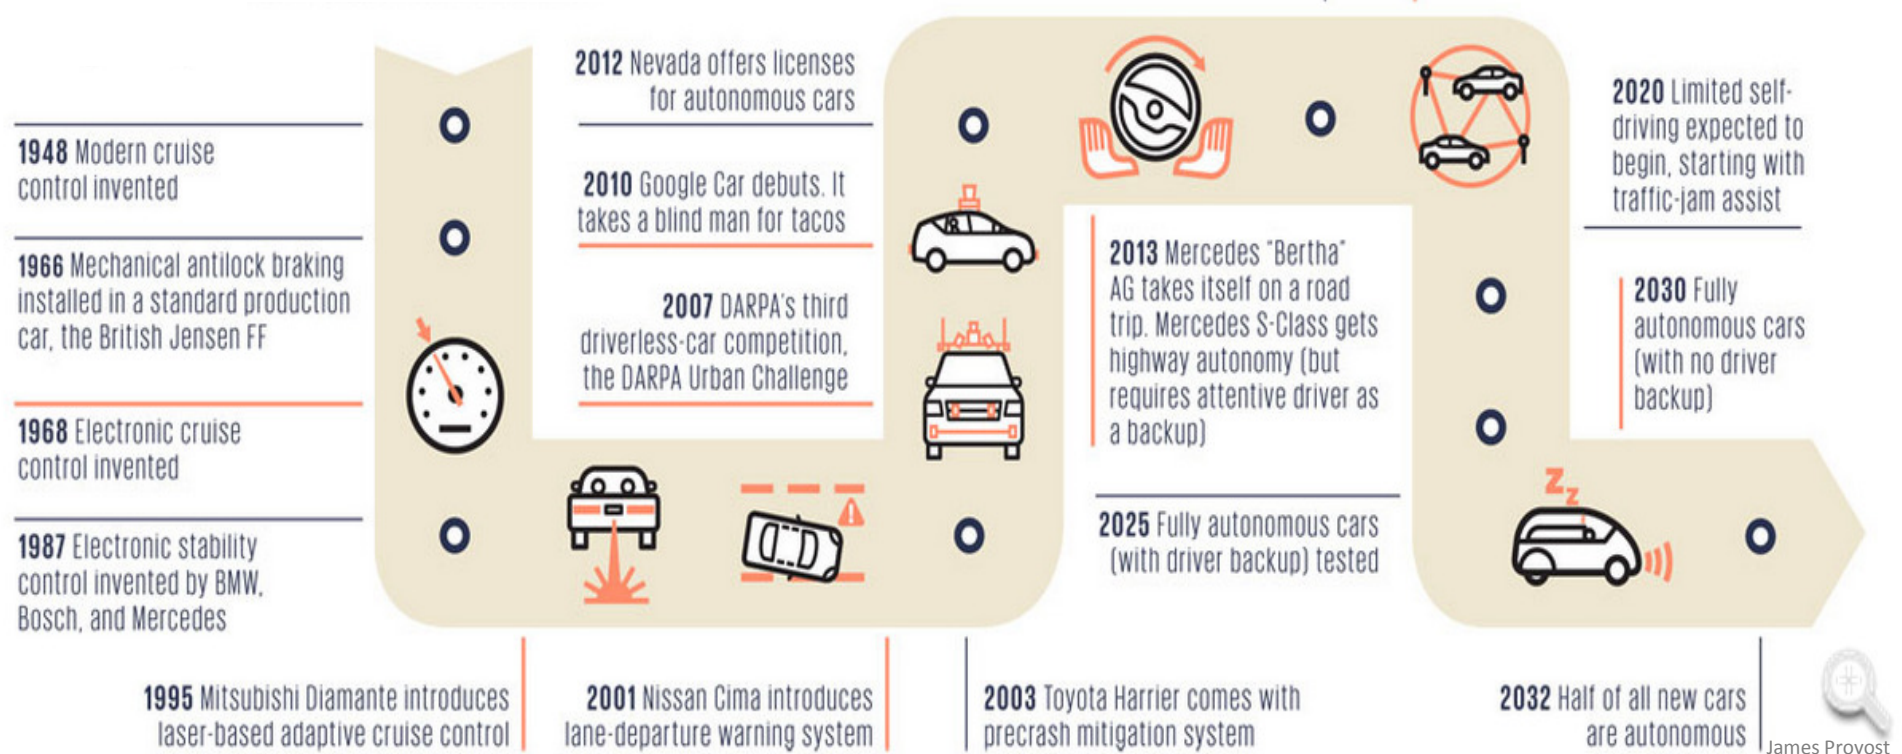 1948 Modern cruise
control invented
1966 Mechanical antilock braking
installed in a standard production
car, the British Jensen FF
1968 Electronic cruise
control invented
1987 Electronic stability
control invented by BMW,
Bosch, and Mercedes
1995 Mitsubishi Diamante introduces
laser-based adaptive cruise control
2001 Nissan Cima introduces
lane-departure warning system
2003 Toyota Harrier comes with
precrash mitigation system
2007 DARPA's third
driverless-car competition,
the DARPA Urban Challenge
2010 Google Car debuts. It
takes a blind man for tacos
2012 Nevada offers licenses
for autonomous cars
2013 Mercedes "Bertha"
AG takes itself on a road
trip. Mercedes S-Class gets
highway autonomy (but
requires attentive driver as
a backup)
2020 Limited self-
driving expected to
begin, starting with
traffic-jam assist
2025 Fully autonomous cars
(with driver backup) tested
2030 Fully
autonomous cars
(with no driver
backup)
Z z
2032 Half of all new cars
are autonomous
James Provost